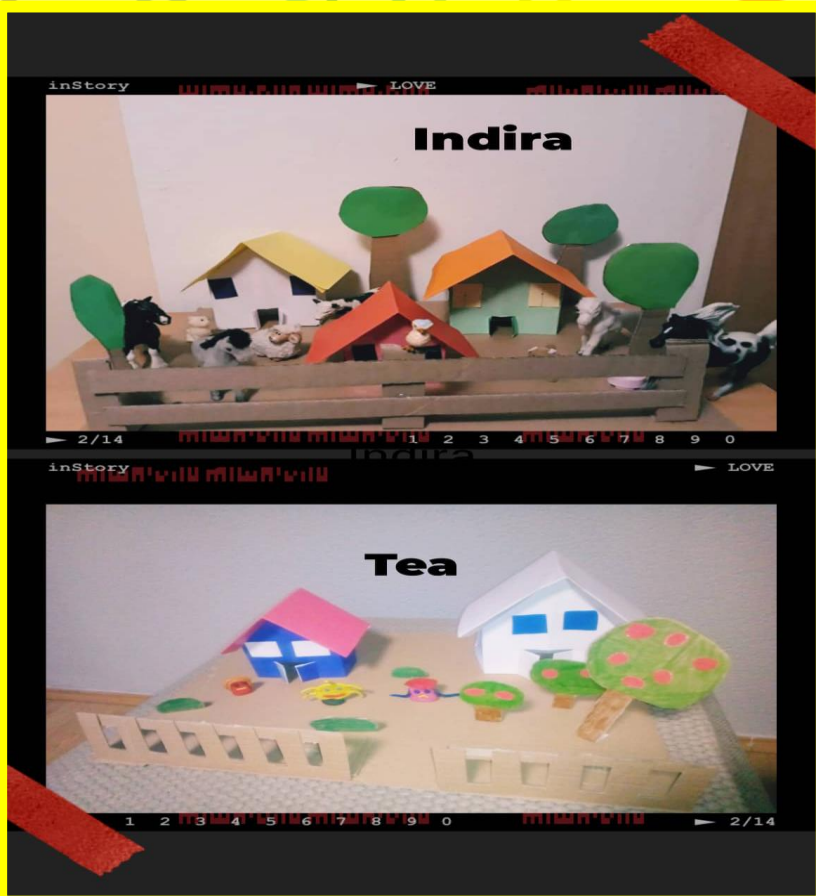 inStory ► LOVE
Indira
► 2/14 1 2 3 4 5 6 7 8 9 0
Indira
inStory ► LOVE
Tea
1 2 3 4 5 6 7 8 9 0 ► 2/14